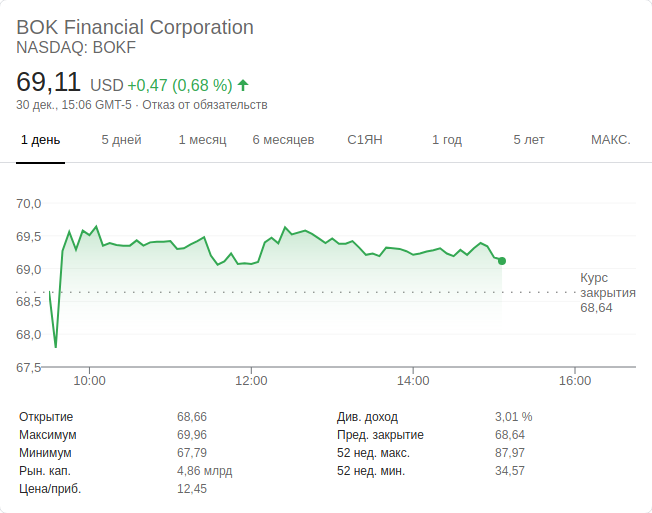 BOK Financial Corporation
NASDAQ: BOKF
69,11 USD +0,47 (0,68 %)
30 дек., 15:06 GMT-5 · Отказ от обязательств
1 день 5 дней 1 месяц 6 месяцев С1ЯН 1 год 5 лет МАКС.
70,0
69,5
69,0
68,5
68,0
67,5
Курс
закрытия
68,64
10:00 12:00 14:00 16:00
Открытие 68,66 Див. доход 3,01 %
Максимум 69,96 Пред. закрытие 68,64
Минимум 67,79 52 нед. макс. 87,97
Рын. кап. 4,86 млрд 52 нед. мин. 34,57
Цена/приб. 12,45